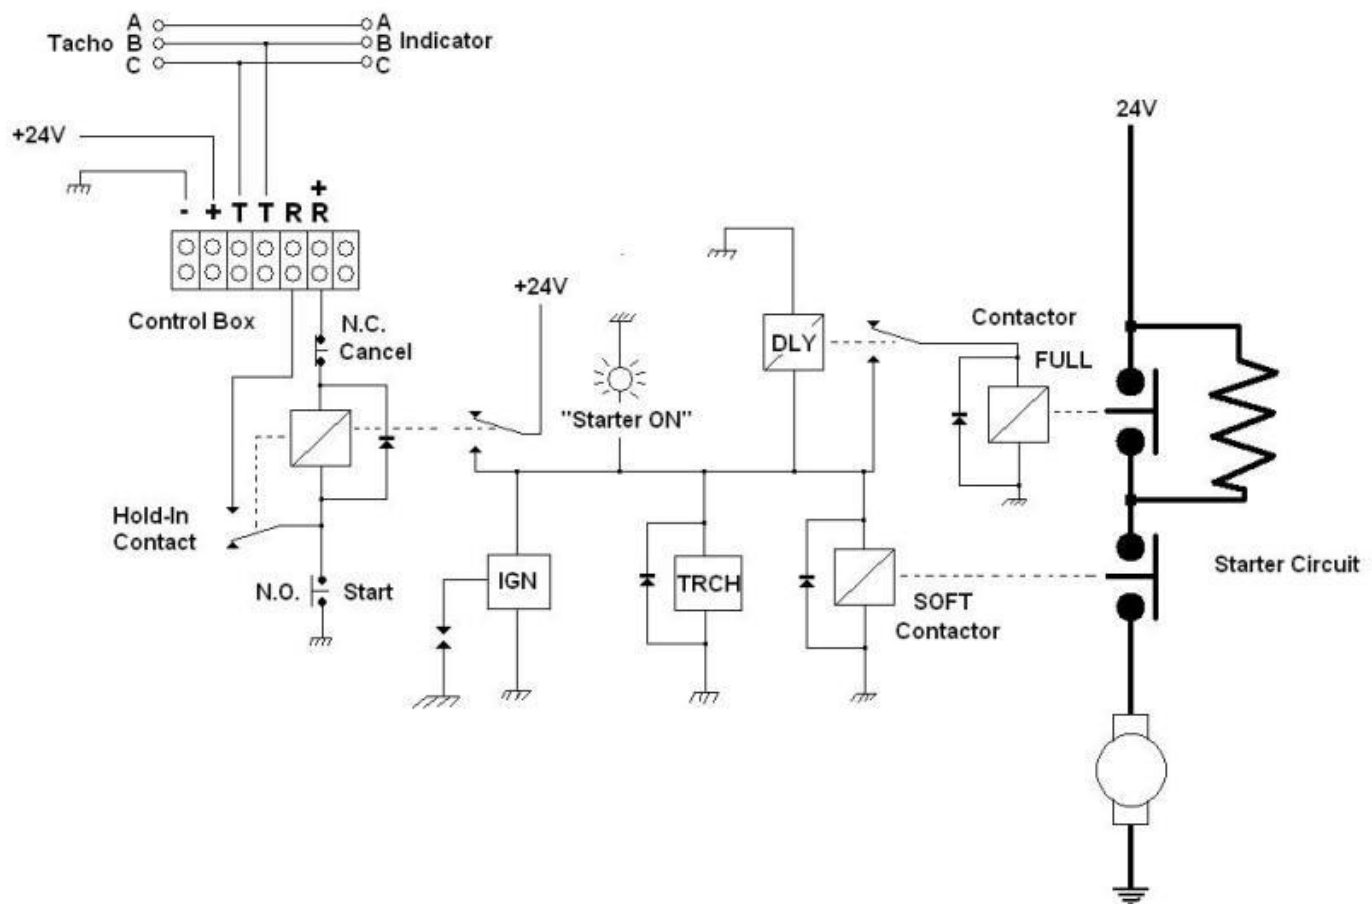 A A
Tacho B B Indicator
C C
24V
+24V
+
- + T T R R
+24V
Control Box
N.C.
Cancel
DLY
Contactor
FULL
"Starter ON"
Hold-In
Contact
N.O. Start
IGN
TRCH
SOFT
Contactor
Starter Circuit